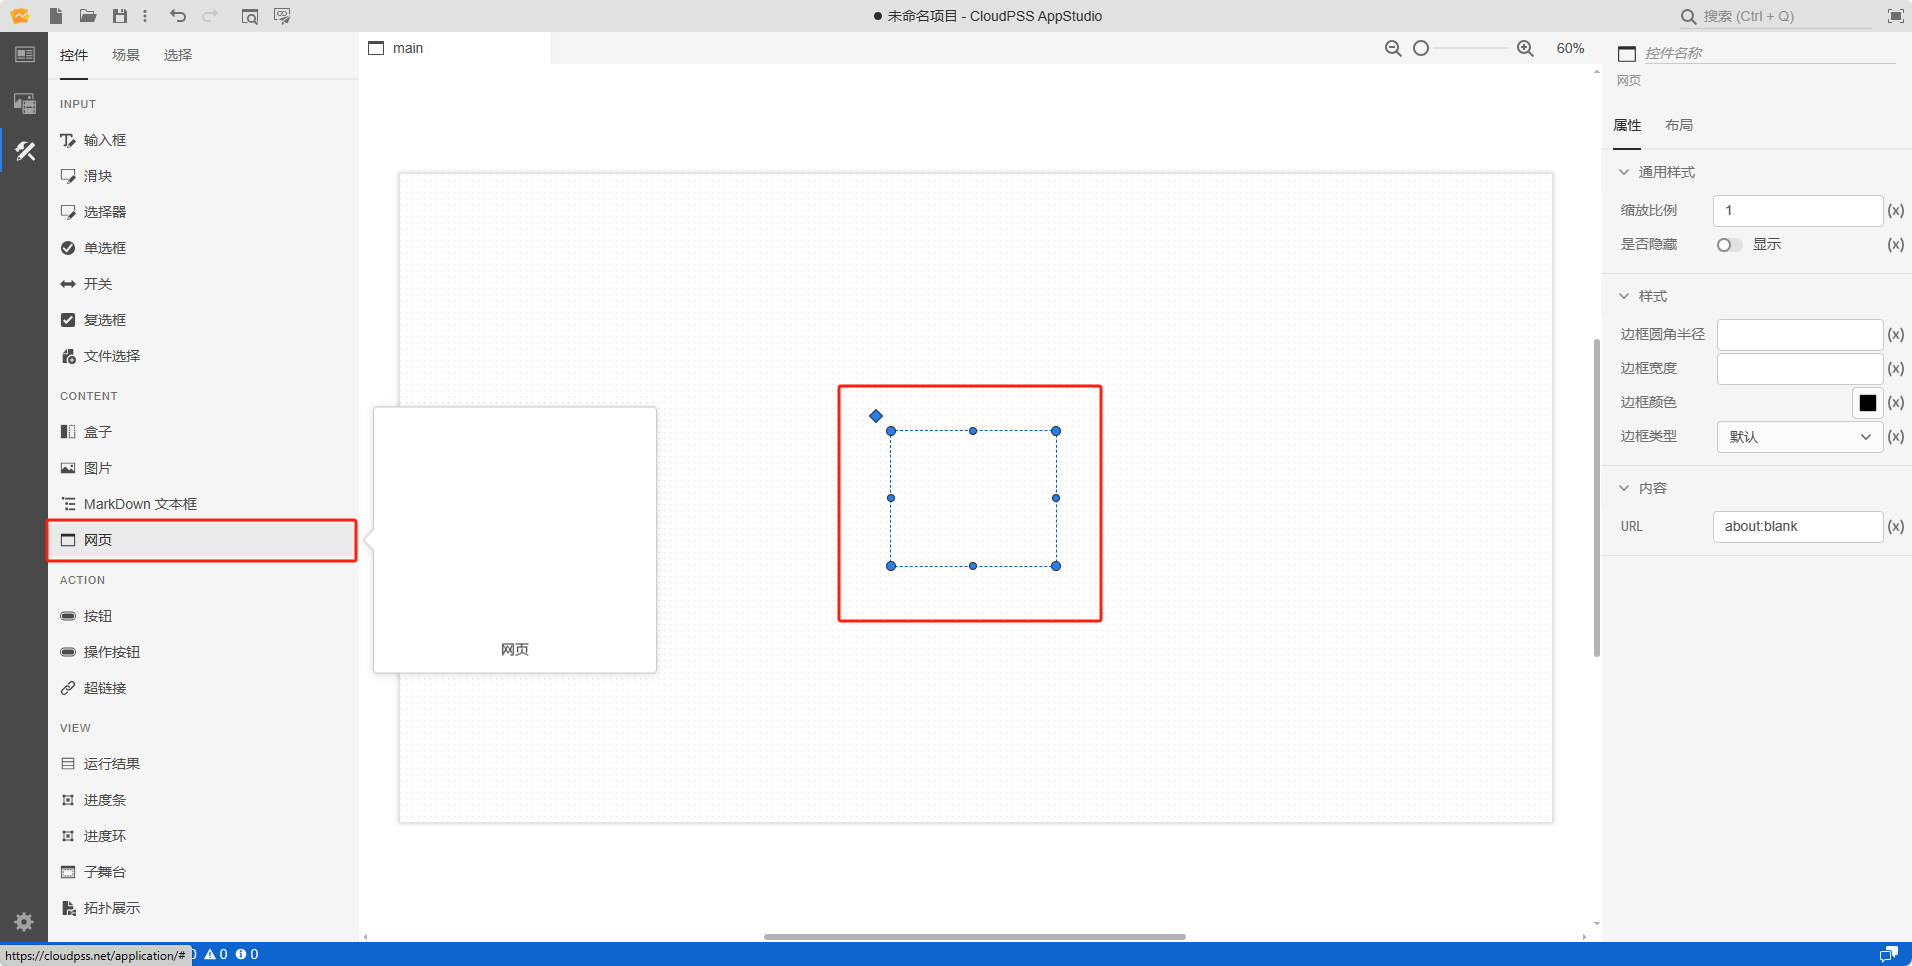 ● 未命名项目 - CloudPSS AppStudio
搜索 (Ctrl + Q)
控件 场景 选择
INPUT
输入框
滑块
选择器
单选框
开关
复选框
文件选择
CONTENT
盒子
图片
MarkDown 文本框
网页
ACTION
按钮
操作按钮
超链接
VIEW
运行结果
进度条
进度环
子舞台
拓扑展示
main
60%
网页
控件名称
网页
属性 布局
通用样式
缩放比例 1 (x)
是否隐藏 显示 (x)
样式
边框圆角半径 (x)
边框宽度 (x)
边框颜色 (x)
边框类型 默认 (x)
内容
URL about:blank (x)
https://cloudpss.net/application/# 0 0 0